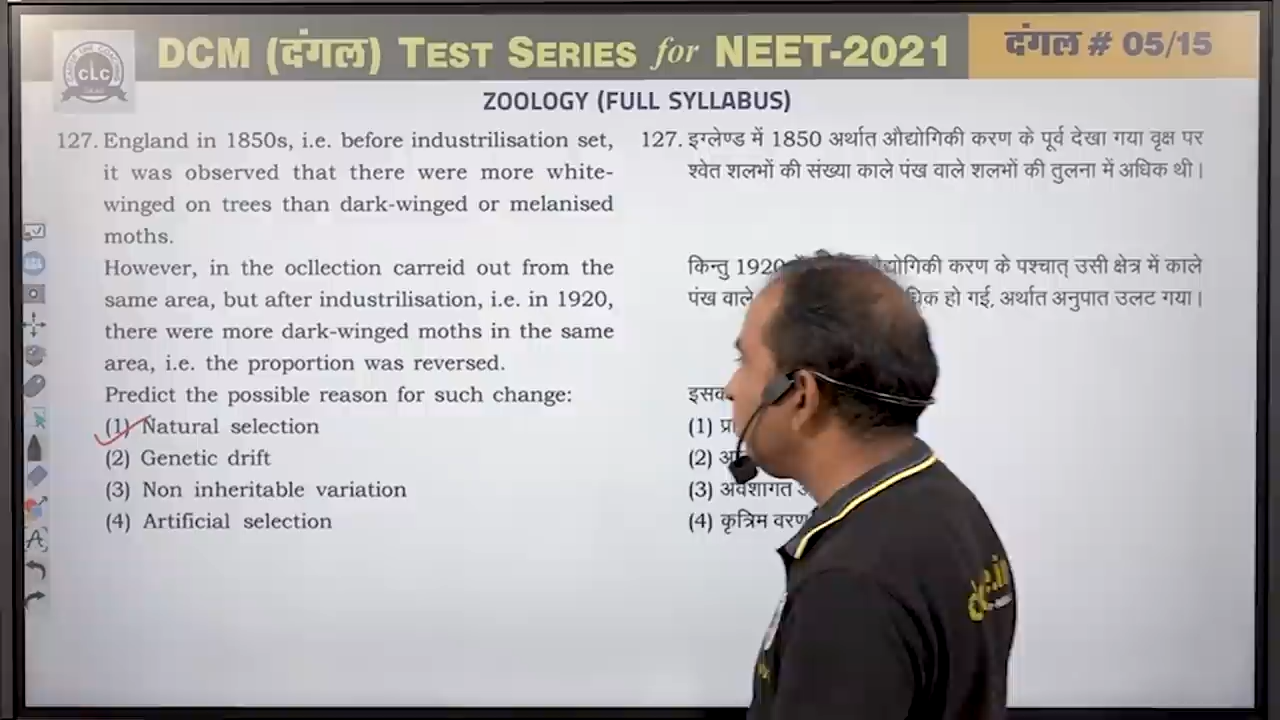 DCM (दंगल) TEST SERIES for NEET-2021
दंगल # 05/15
CLC
ZOOLOGY (FULL SYLLABUS)
127. England in 1850s, i.e. before industrilisation set,
it was observed that there were more white-
winged on trees than dark-winged or melanised
moths.
However, in the ocllection carreid out from the
same area, but after industrilisation, i.e. in 1920,
there were more dark-winged moths in the same
area, i.e. the proportion was reversed.
Predict the possible reason for such change:
(1) Natural selection
(2) Genetic drift
(3) Non inheritable variation
(4) Artificial selection
127. इग्लेण्ड में 1850 अर्थात औद्योगिकी करण के पूर्व देखा गया वृक्ष पर
श्वेत शलभों की संख्या काले पंख वाले शलभों की तुलना में अधिक थी।
किन्तु 1920 करण के पश्चात् उसी क्षेत्र में काले
पंख वाले हो गई, अर्थात अनुपात उलट गया।
(1)
(2)
(3)
(4) कृत्रिम